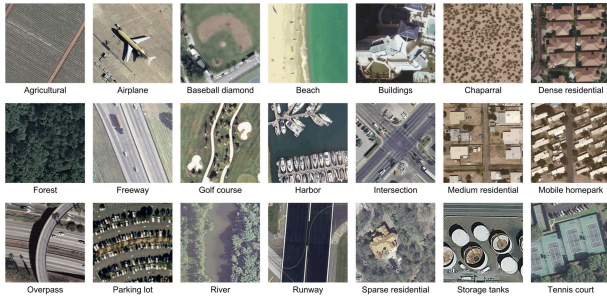 Agricultural Airplane Baseball diamond Beach Buildings Chaparral Dense residential
Forest Freeway Golf course Harbor Intersection Medium residential Mobile homepark
Overpass Parking lot River Runway Sparse residential Storage tanks Tennis court